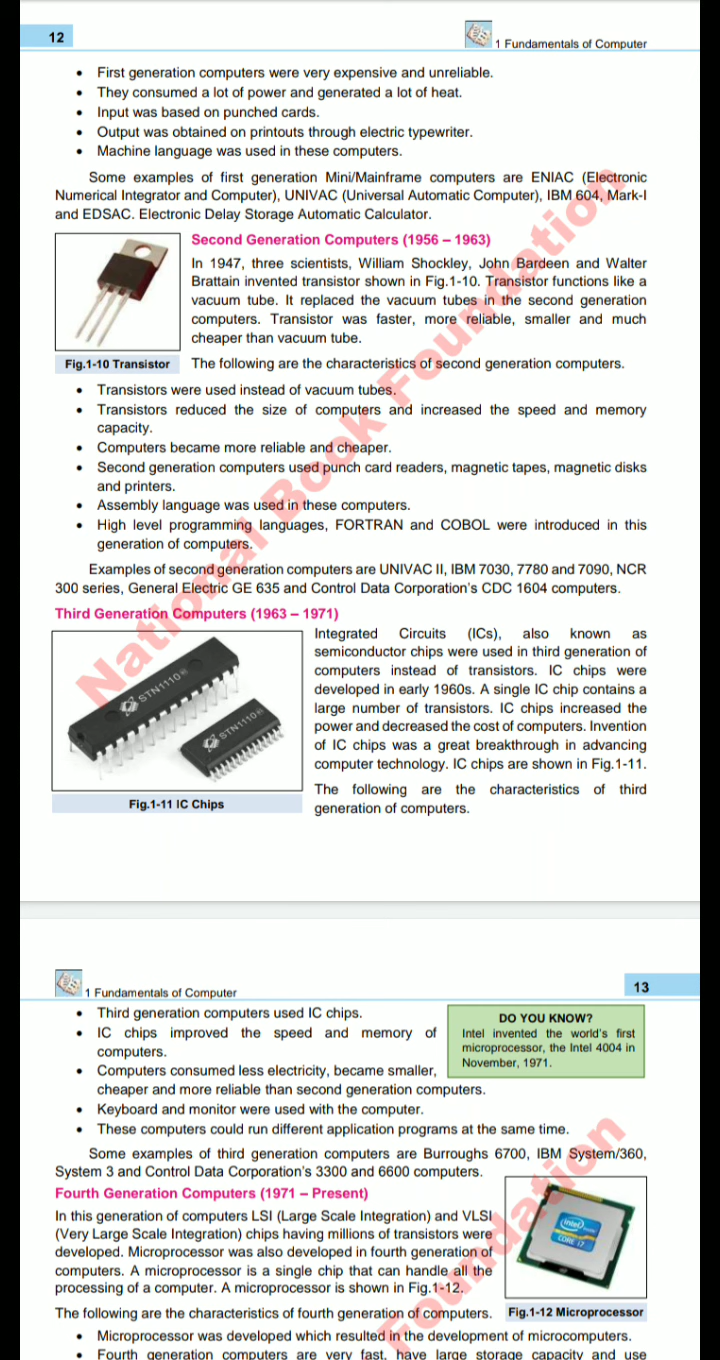 12
1 Fundamentals of Computer
• First generation computers were very expensive and unreliable.
• They consumed a lot of power and generated a lot of heat.
• Input was based on punched cards.
• Output was obtained on printouts through electric typewriter.
• Machine language was used in these computers.
Some examples of first generation Mini/Mainframe computers are ENIAC (Electronic
Numerical Integrator and Computer), UNIVAC (Universal Automatic Computer), IBM 604, Mark-I
and EDSAC. Electronic Delay Storage Automatic Calculator.
Second Generation Computers (1956 – 1963)
In 1947, three scientists, William Shockley, John Bardeen and Walter
Brattain invented transistor shown in Fig.1-10. Transistor functions like a
vacuum tube. It replaced the vacuum tubes in the second generation
computers. Transistor was faster, more reliable, smaller and much
cheaper than vacuum tube.
Fig.1-10 Transistor
The following are the characteristics of second generation computers.
• Transistors were used instead of vacuum tubes.
• Transistors reduced the size of computers and increased the speed and memory
capacity.
• Computers became more reliable and cheaper.
• Second generation computers used punch card readers, magnetic tapes, magnetic disks
and printers.
• Assembly language was used in these computers.
• High level programming languages, FORTRAN and COBOL were introduced in this
generation of computers.
Examples of second generation computers are UNIVAC II, IBM 7030, 7780 and 7090, NCR
300 series, General Electric GE 635 and Control Data Corporation's CDC 1604 computers.
Third Generation Computers (1963 – 1971)
STN1110®
STN1110®
Fig.1-11 IC Chips
Integrated Circuits (ICs), also known as
semiconductor chips were used in third generation of
computers instead of transistors. IC chips were
developed in early 1960s. A single IC chip contains a
large number of transistors. IC chips increased the
power and decreased the cost of computers. Invention
of IC chips was a great breakthrough in advancing
computer technology. IC chips are shown in Fig.1-11.
The following are the characteristics of third
generation of computers.
National Book Foundation
1 Fundamentals of Computer
13
• Third generation computers used IC chips.
• IC chips improved the speed and memory of
computers.
• Computers consumed less electricity, became smaller,
cheaper and more reliable than second generation computers.
• Keyboard and monitor were used with the computer.
• These computers could run different application programs at the same time.
DO YOU KNOW?
Intel invented the world's first
microprocessor, the Intel 4004 in
November, 1971.
Some examples of third generation computers are Burroughs 6700, IBM System/360,
System 3 and Control Data Corporation's 3300 and 6600 computers.
Fourth Generation Computers (1971 – Present)
In this generation of computers LSI (Large Scale Integration) and VLSI
(Very Large Scale Integration) chips having millions of transistors were
developed. Microprocessor was also developed in fourth generation of
computers. A microprocessor is a single chip that can handle all the
processing of a computer. A microprocessor is shown in Fig.1-12.
intel
CORE i7
Fig.1-12 Microprocessor
The following are the characteristics of fourth generation of computers.
• Microprocessor was developed which resulted in the development of microcomputers.
• Fourth generation computers are very fast, have large storage capacity and use
Foundation